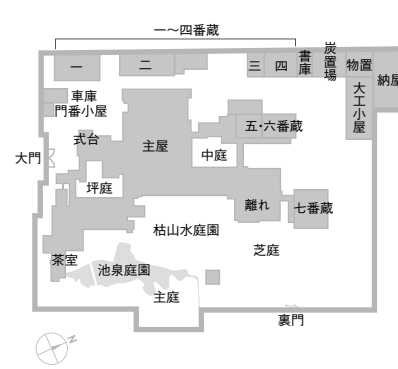 一〜四番蔵
一
二
三
四
書庫
炭置場
物置
納屋
大工小屋
車庫
門番小屋
式台
大門
主屋
五・六番蔵
中庭
坪庭
離れ
七番蔵
枯山水庭園
芝庭
茶室
池泉庭園
主庭
裏門
N